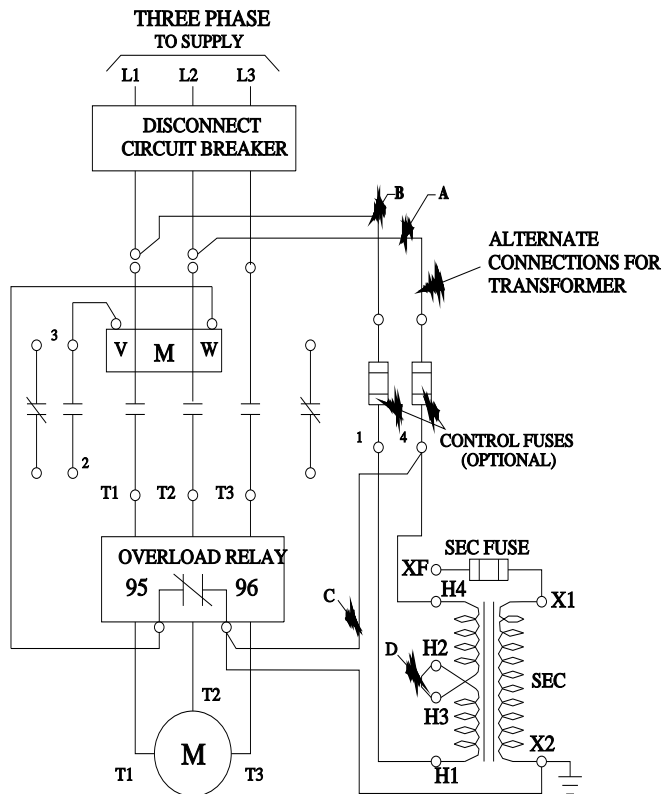 THREE PHASE
TO SUPPLY
L1 L2 L3
DISCONNECT
CIRCUIT BREAKER
B A
ALTERNATE
CONNECTIONS FOR
TRANSFORMER
3 V M W
1 4
CONTROL FUSES
(OPTIONAL)
2
T1 T2 T3
OVERLOAD RELAY
95 96
SEC FUSE
XF
H4 X1
C
D H2
SEC
H3
T2
M
T1 T3
X2
H1